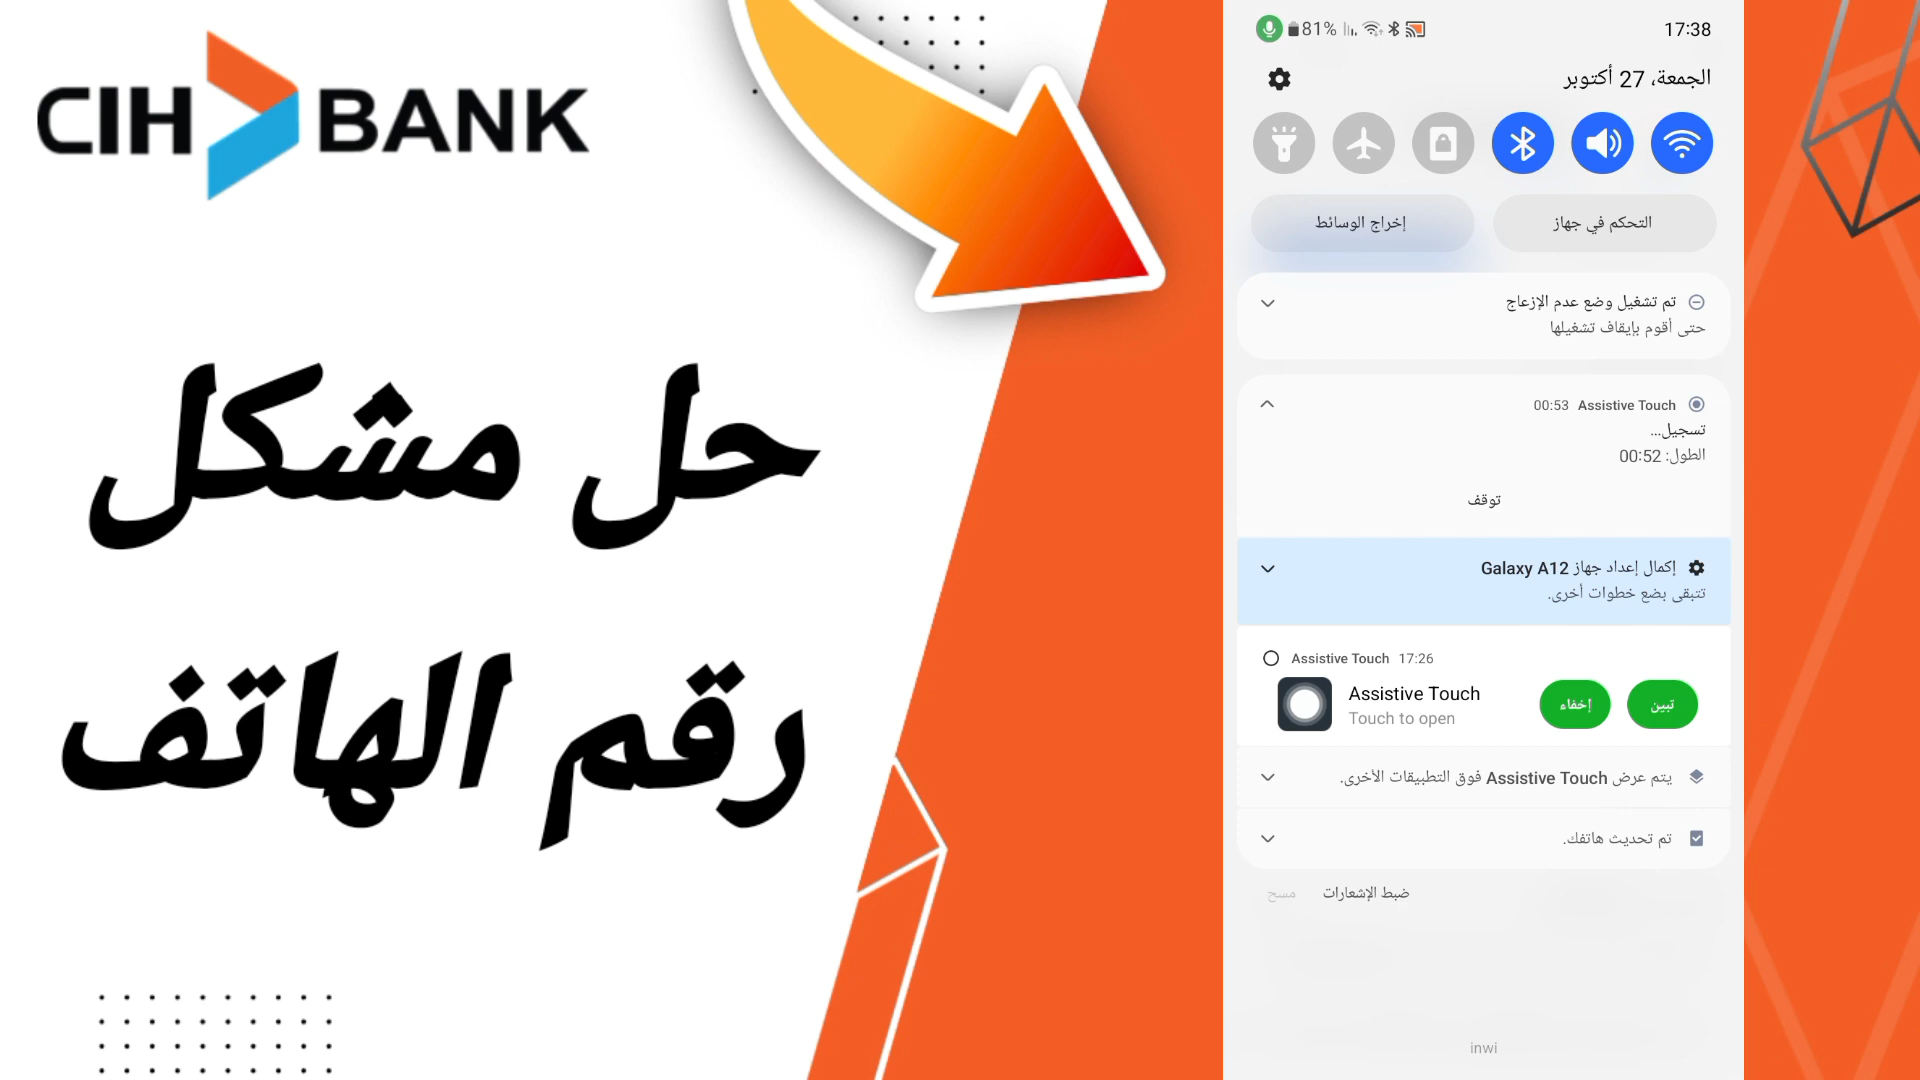 CIH BANK
حل مشكل
رقم الهاتف
81%
17:38
الجمعة، 27 أكتوبر
التحكم في جهاز
إخراج الوسائط
تم تشغيل وضع عدم الإزعاج
حتى أقوم بإيقاف تشغيلها
Assistive Touch 00:53
تسجيل...
الطول: 00:52
توقف
إكمال إعداد جهاز Galaxy A12
تتبقى بضع خطوات أخرى.
Assistive Touch 17:26
Assistive Touch
Touch to open
تبين
إخفاء
يتم عرض Assistive Touch فوق التطبيقات الأخرى.
تم تحديث هاتفك.
ضبط الإشعارات
مسح
inwi